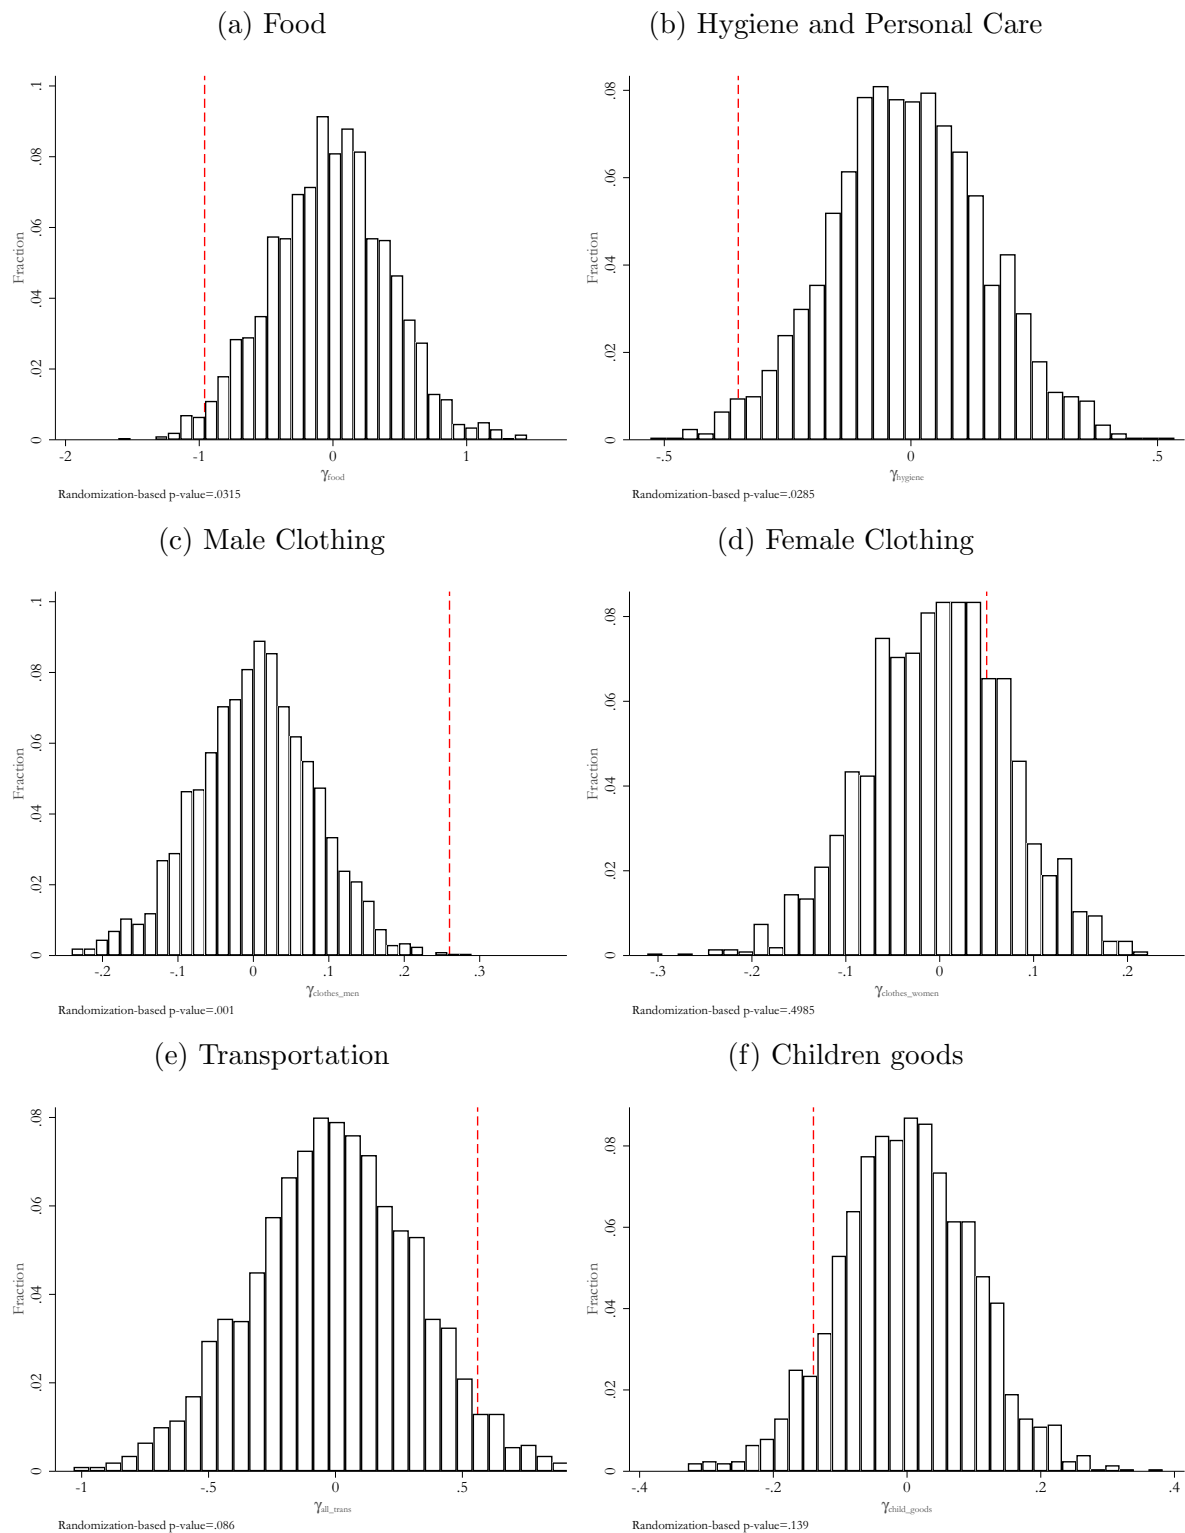 (a) Food
(b) Hygiene and Personal Care
Fraction
0 .02 .04 .06 .08 .1
-2 -1 0 1
γfood
Randomization-based p-value=.0315
Fraction
0 .02 .04 .06 .08
-.5 0 .5
γhygiene
Randomization-based p-value=.0285
(c) Male Clothing
(d) Female Clothing
Fraction
0 .02 .04 .06 .08 .1
-.2 -.1 0 .1 .2 .3
γclothes_men
Randomization-based p-value=.001
Fraction
0 .02 .04 .06 .08
-.3 -.2 -.1 0 .1 .2
γclothes_women
Randomization-based p-value=.4985
(e) Transportation
(f) Children goods
Fraction
0 .02 .04 .06 .08
-1 -.5 0 .5
γall_trans
Randomization-based p-value=.086
Fraction
0 .02 .04 .06 .08
-.4 -.2 0 .2 .4
γchild_goods
Randomization-based p-value=.139